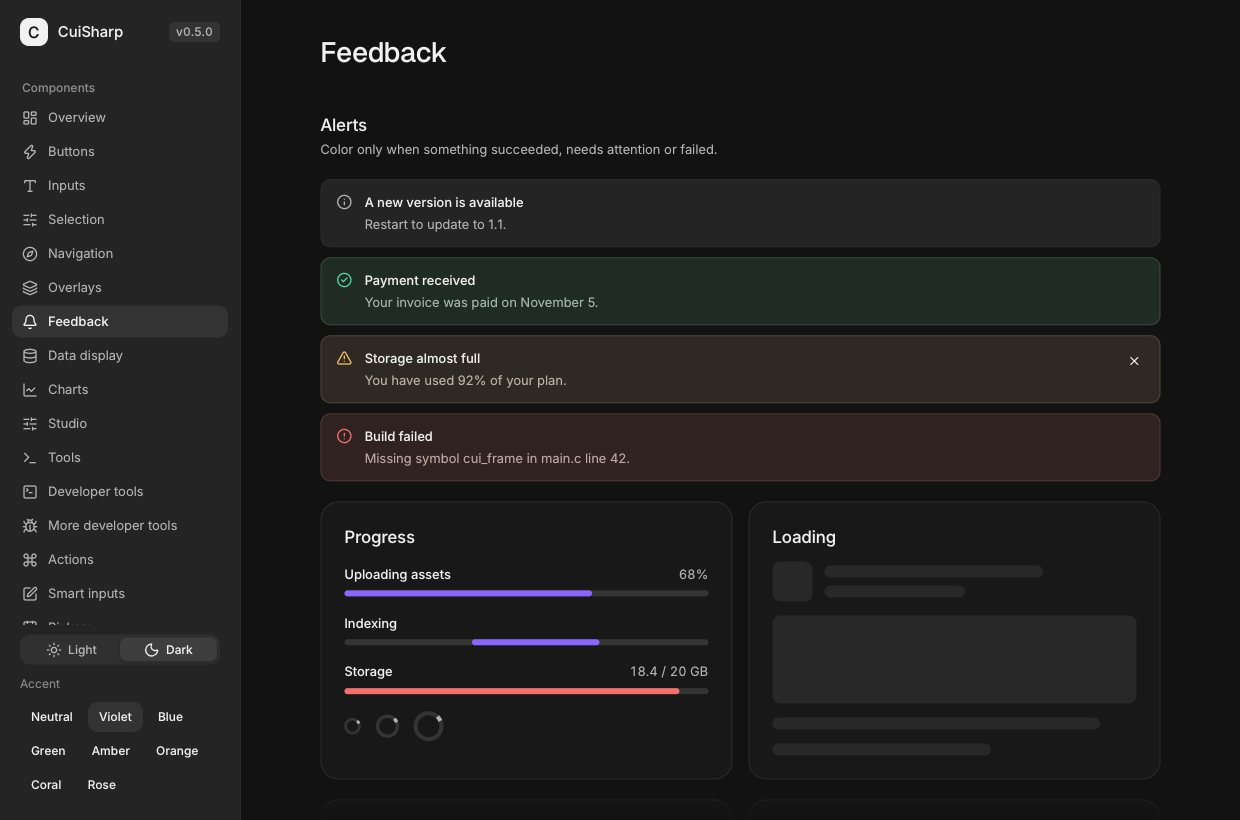 C CuiSharp v0.5.0
Components
Overview
Buttons
Inputs
Selection
Navigation
Overlays
Feedback
Data display
Charts
Studio
Tools
Developer tools
More developer tools
Actions
Smart inputs
Light Dark
Accent
Neutral Violet Blue
Green Amber Orange
Coral Rose
Feedback
Alerts
Color only when something succeeded, needs attention or failed.
A new version is available
Restart to update to 1.1.
Payment received
Your invoice was paid on November 5.
Storage almost full
You have used 92% of your plan.
Build failed
Missing symbol cui_frame in main.c line 42.
Progress
Uploading assets 68%
Indexing
Storage 18.4 / 20 GB
Loading